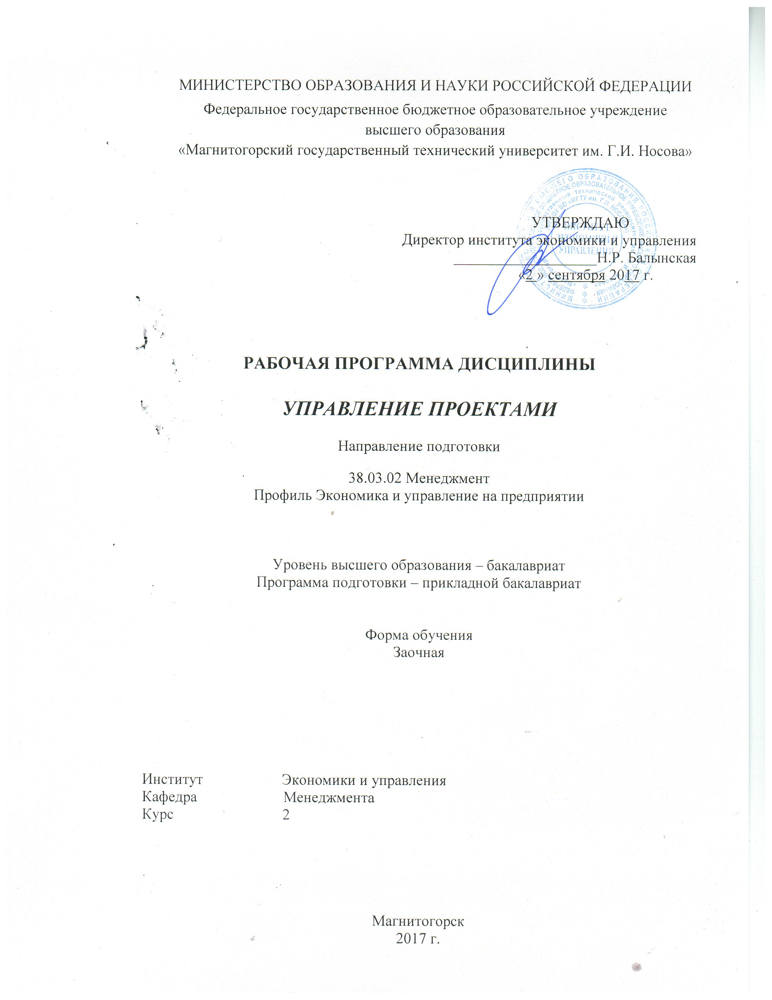 МИНИСТЕРСТВО ОБРАЗОВАНИЯ И НАУКИ РОССИЙСКОЙ ФЕДЕРАЦИИ
Федеральное государственное бюджетное образовательное учреждение
высшего образования
«Магнитогорский государственный технический университет им. Г.И. Носова»
УТВЕРЖДАЮ
Директор института экономики и управления
Н.Р. Балынская
«2 » сентября 2017 г.
ИНСТИТУТ
ЭКОНОМИКИ И
УПРАВЛЕНИЯ
РАБОЧАЯ ПРОГРАММА ДИСЦИПЛИНЫ
УПРАВЛЕНИЕ ПРОЕКТАМИ
Направление подготовки
38.03.02 Менеджмент
Профиль Экономика и управление на предприятии
Уровень высшего образования – бакалавриат
Программа подготовки – прикладной бакалавриат
Форма обучения
Заочная
Институт Экономики и управления
Кафедра Менеджмента
Курс 2
Магнитогорск
2017 г.